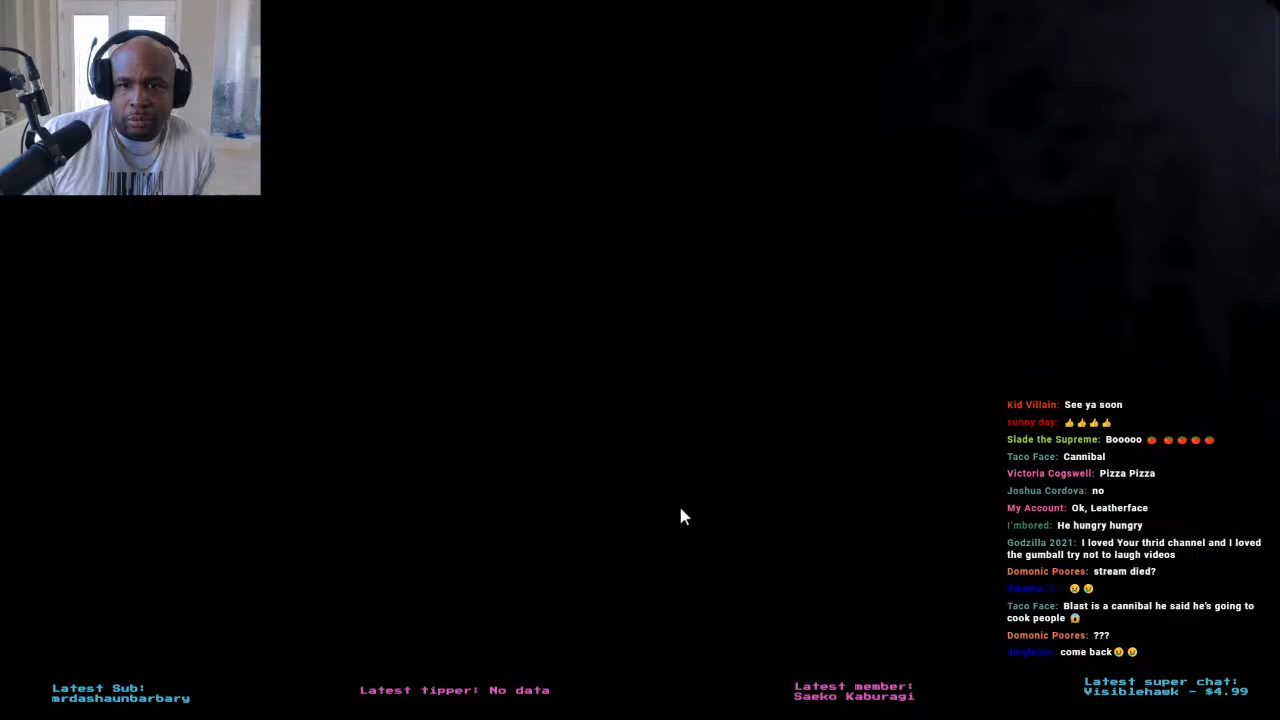 Kid Villain: See ya soon
sunny day: 👍👍👍👍
Slade the Supreme: Booooo 🍅 🍅🍅🍅🍅
Taco Face: Cannibal
Victoria Cogswell: Pizza Pizza
Joshua Cordova: no
My Account: Ok, Leatherface
I'mbored: He hungry hungry
Godzilla 2021: I loved Your thrid channel and I loved
the gumball try not to laugh videos
Domonic Poores: stream died?
😢😢
Taco Face: Blast is a cannibal he said he's going to
cook people 😱
Domonic Poores: ???
come back😢😢
Latest Sub:
mrdashaunbarbary
Latest tipper: No data
Latest member:
Saeko Kaburagi
Latest super chat:
Visiblehawk - $4.99